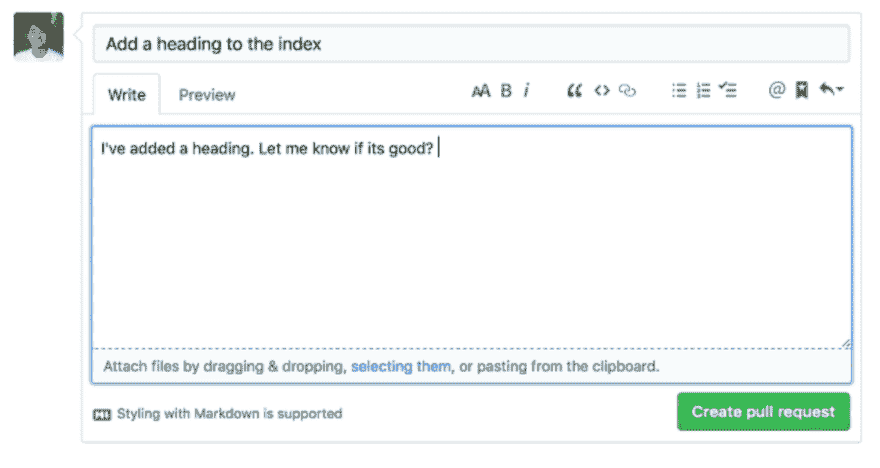 Add a heading to the index
Write Preview AA B i “ <> @
I've added a heading. Let me know if its good?
Attach files by dragging & dropping, selecting them, or pasting from the clipboard.
Styling with Markdown is supported Create pull request